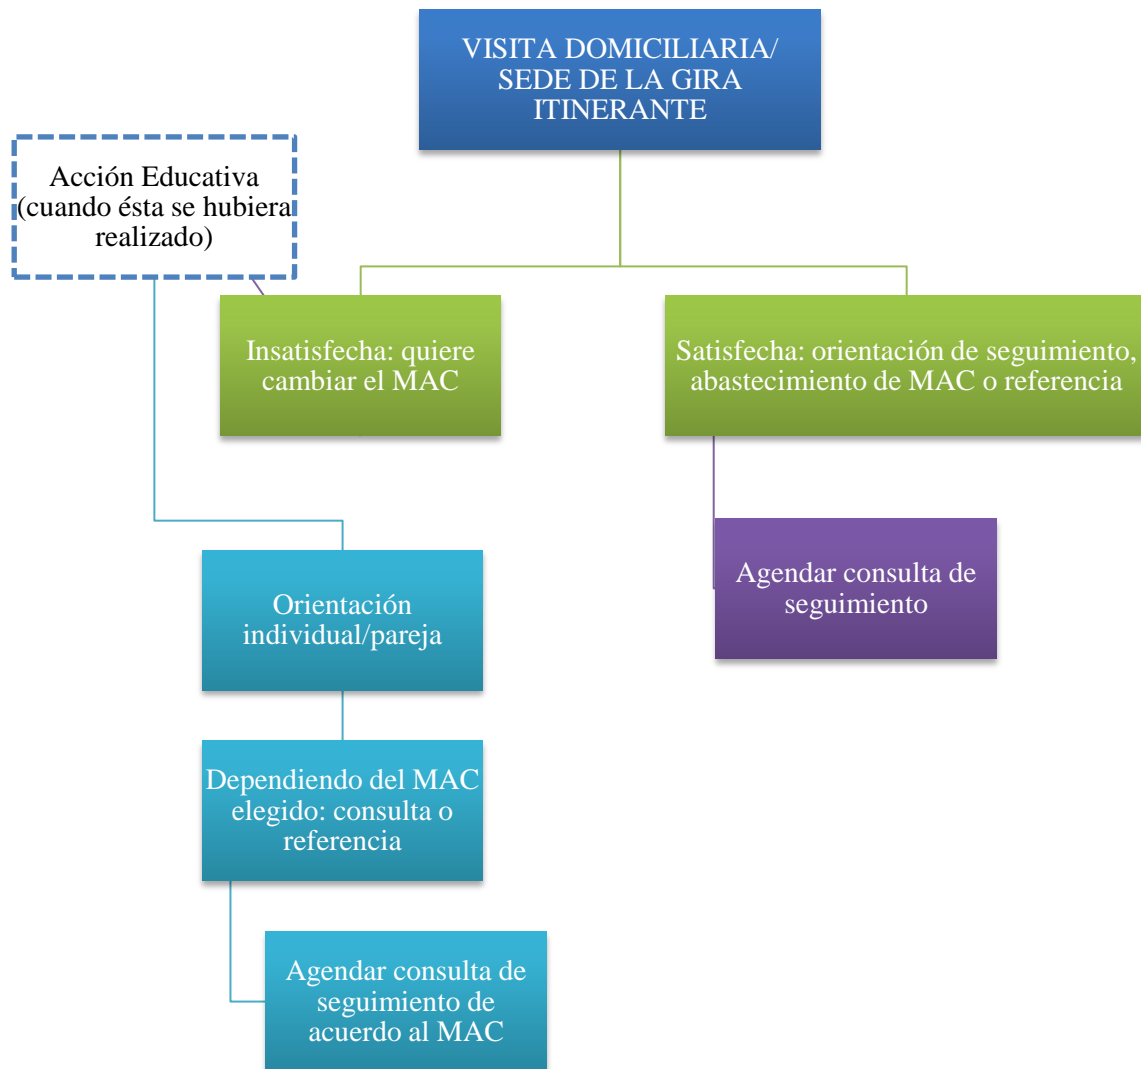 VISITA DOMICILIARIA/
SEDE DE LA GIRA
ITINERANTE
Acción Educativa
(cuando ésta se hubiera
realizado)
Insatisfecha: quiere
cambiar el MAC
Satisfecha: orientación de seguimiento,
abastecimiento de MAC o referencia
Agendar consulta de
seguimiento
Orientación
individual/pareja
Dependiendo del MAC
elegido: consulta o
referencia
Agendar consulta de
seguimiento de
acuerdo al MAC